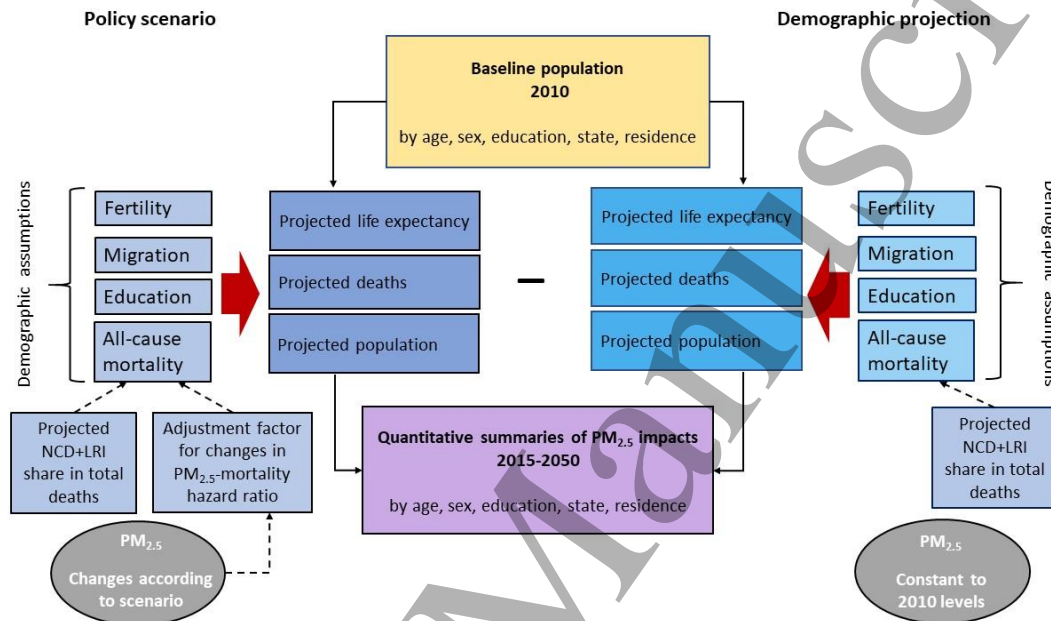 Policy scenario
Demographic projection
Baseline population
2010
by age, sex, education, state, residence
Demographic assumptions
Fertility
Migration
Education
All-cause
mortality
Projected life expectancy
Projected deaths
Projected population
–
Projected life expectancy
Projected deaths
Projected population
Fertility
Migration
Education
All-cause
mortality
Demographic assumptions
Projected
NCD+LRI
share in total
deaths
Adjustment factor
for changes in
PM2.5-mortality
hazard ratio
Quantitative summaries of PM2.5 impacts
2015-2050
by age, sex, education, state, residence
Projected
NCD+LRI
share in total
deaths
PM2.5
Changes according
to scenario
PM2.5
Constant to
2010 levels
Manusc